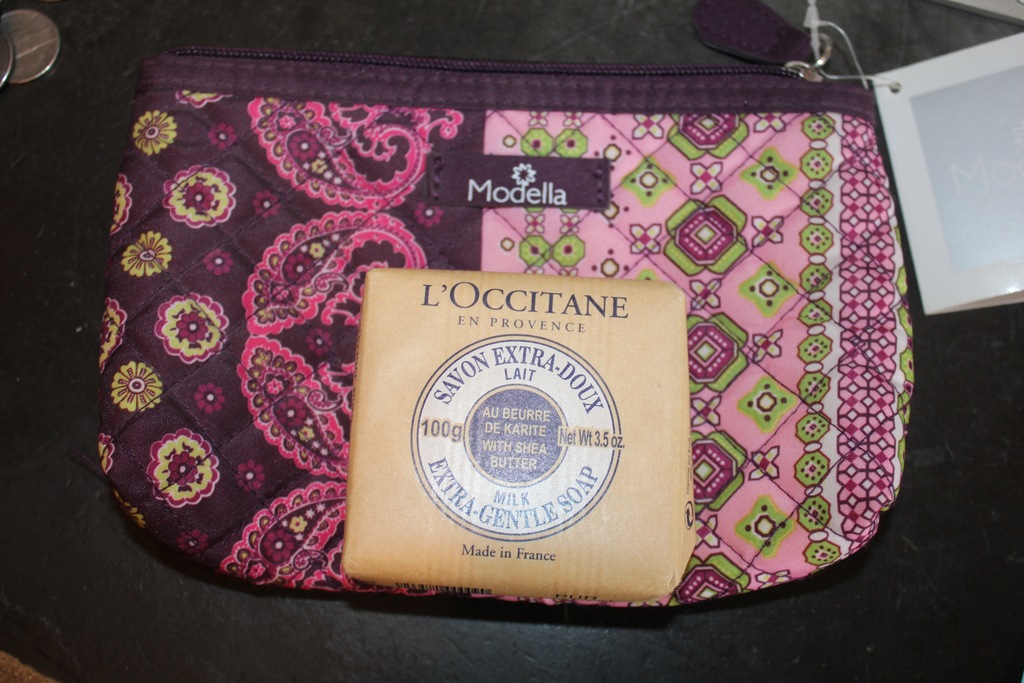 Modella
L'OCCITANE
EN PROVENCE
SAVON EXTRA-DOUX
LAIT
100g
AU BEURRE
DE KARITE
WITH SHEA
BUTTER
Net Wt 3.5 oz.
MILK
EXTRA-GENTLE SOAP
Made in France